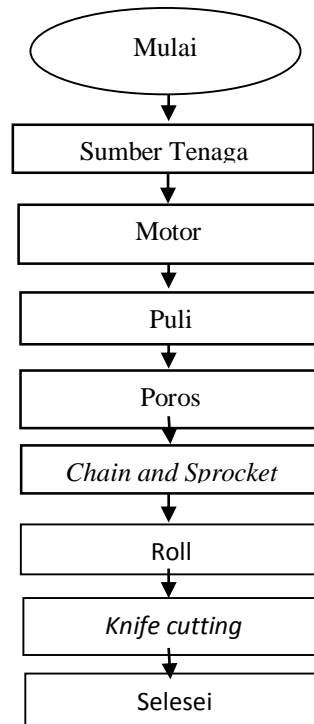 Mulai
Sumber Tenaga
Motor
Puli
Poros
Chain and Sprocket
Roll
Knife cutting
Selesei